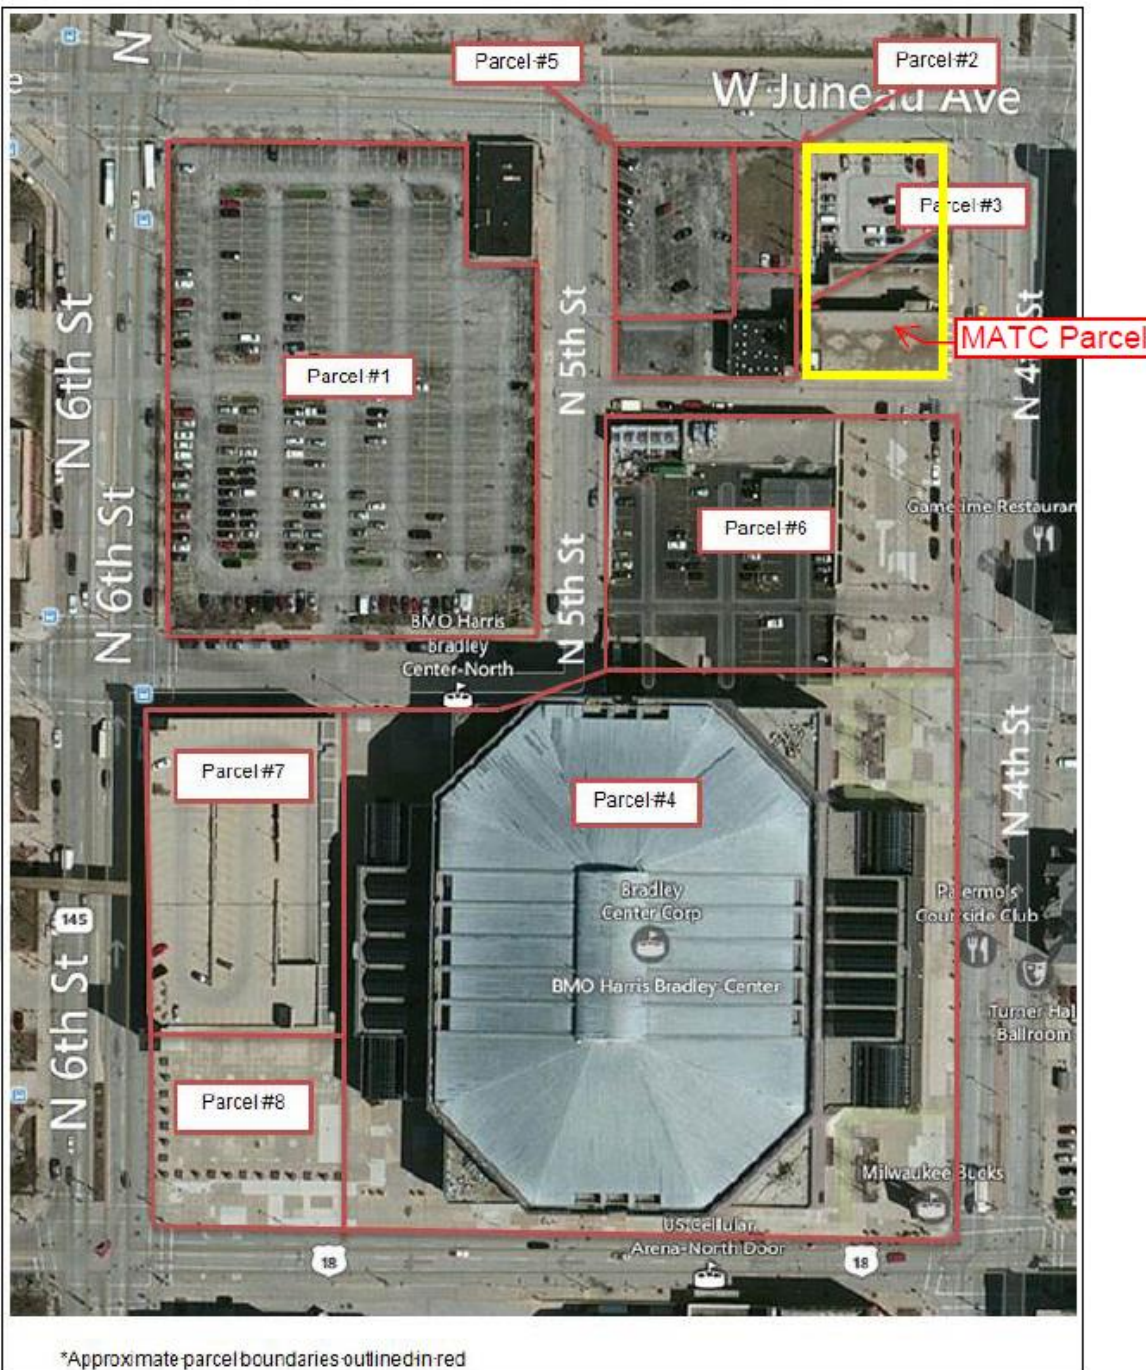 N
Parcel #5
Parcel #2
W Juneau Ave
Parcel #3
N 6th St
N 5th St
N 4th St
MATC Parcel
Parcel #1
Parcel #6
Gametime Restauran
N 6th St
N 5th St
BMO Harris
Bradley
Center-North
Parcel #7
Parcel #4
N 4th St
Bradley
Center Corp
Palermo's
Courtside Club
145
BMO Harris Bradley Center
Turner Hal
Ballroom
N 6th St
Parcel #8
Milwaukee Bucks
US Cellular
Arena-North Door
18
18
*Approximate parcel boundaries outlined in red